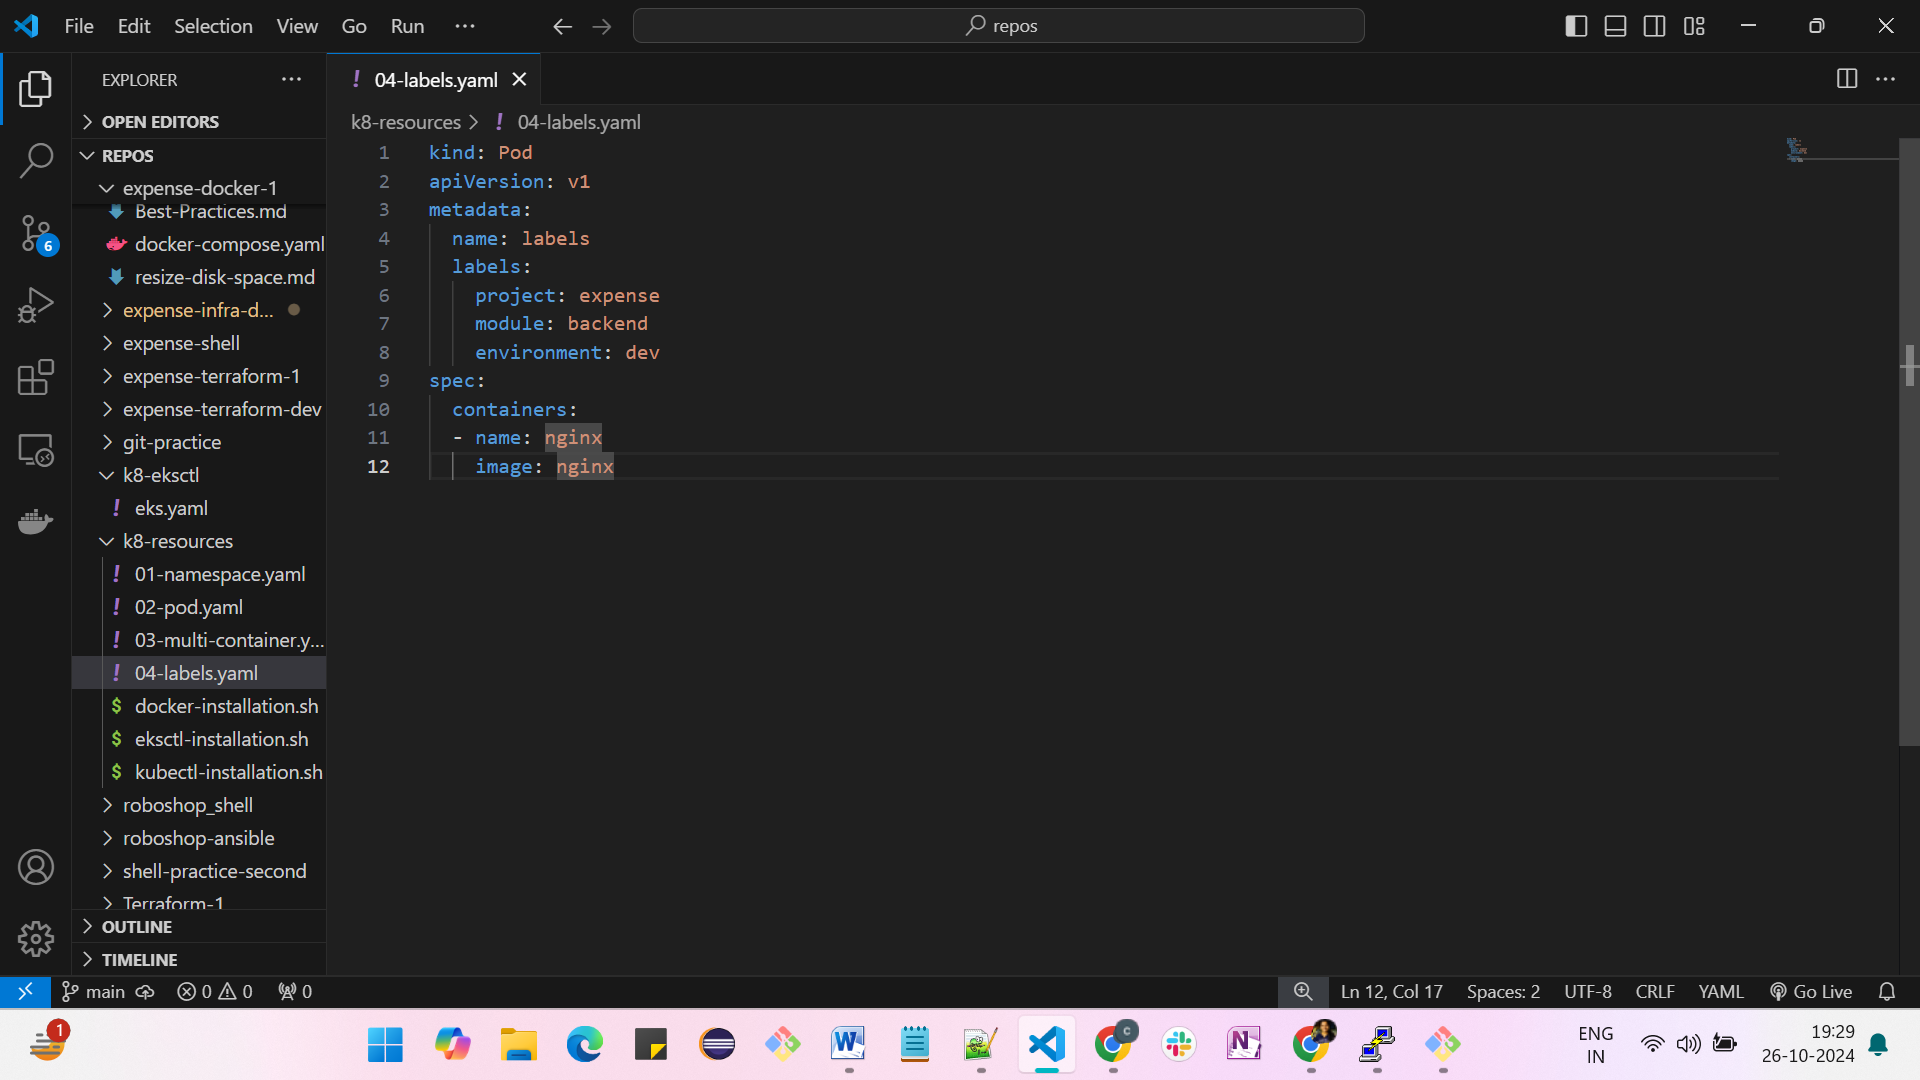 File Edit Selection View Go Run ···
repos
EXPLORER
OPEN EDITORS
REPOS
expense-docker-1
Best-Practices.md
docker-compose.yaml
resize-disk-space.md
expense-infra-d...
expense-shell
expense-terraform-1
expense-terraform-dev
git-practice
k8-eksctl
! eks.yaml
k8-resources
! 01-namespace.yaml
! 02-pod.yaml
! 03-multi-container.y...
! 04-labels.yaml
$ docker-installation.sh
$ eksctl-installation.sh
$ kubectl-installation.sh
roboshop_shell
roboshop-ansible
shell-practice-second
Terraform-1
OUTLINE
TIMELINE
6
! 04-labels.yaml
k8-resources > ! 04-labels.yaml
1 kind: Pod
2 apiVersion: v1
3 metadata:
4 name: labels
5 labels:
6 project: expense
7 module: backend
8 environment: dev
9 spec:
10 containers:
11 - name: nginx
12 image: nginx
main 0 0 0
Ln 12, Col 17 Spaces: 2 UTF-8 CRLF YAML Go Live
1
W
N
C
ENG
IN
19:29
26-10-2024